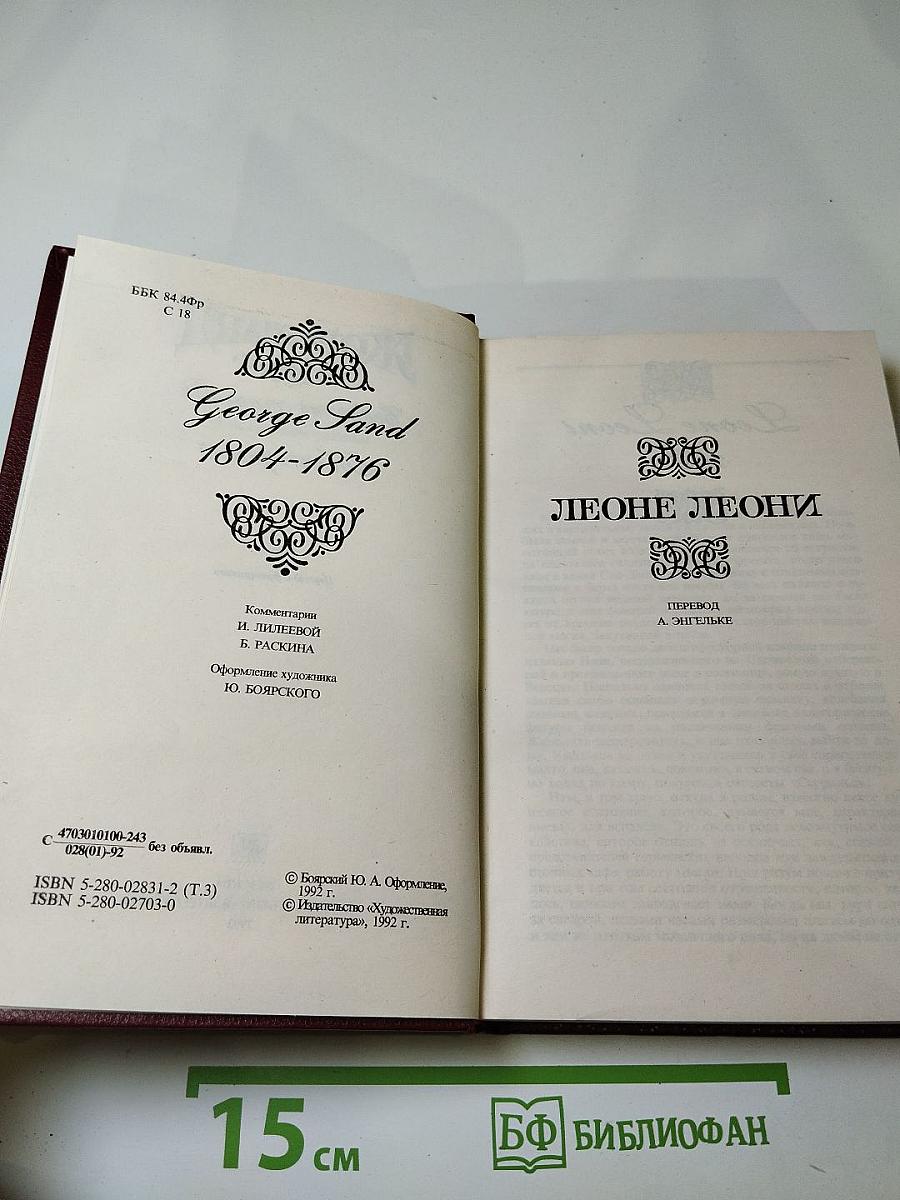 ББК 84.4Фр
С 18
George Sand
1804-1876
Комментарии
И. ЛИЛЕЕВОЙ
Б. РАСКИНА
Оформление художника
Ю. БОЯРСКОГО
С 4703010100-243
028(01)-92
без объявл.
ISBN 5-280-02831-2 (Т.3)
ISBN 5-280-02703-0
© Боярский Ю. А. Оформление,
1992 г.
© Издательство «Художественная
литература», 1992 г.
ЛЕОНЕ ЛЕОНИ
ПЕРЕВОД
А. ЭНГЕЛЬКЕ
15 см
БФ БИБЛИОФАН